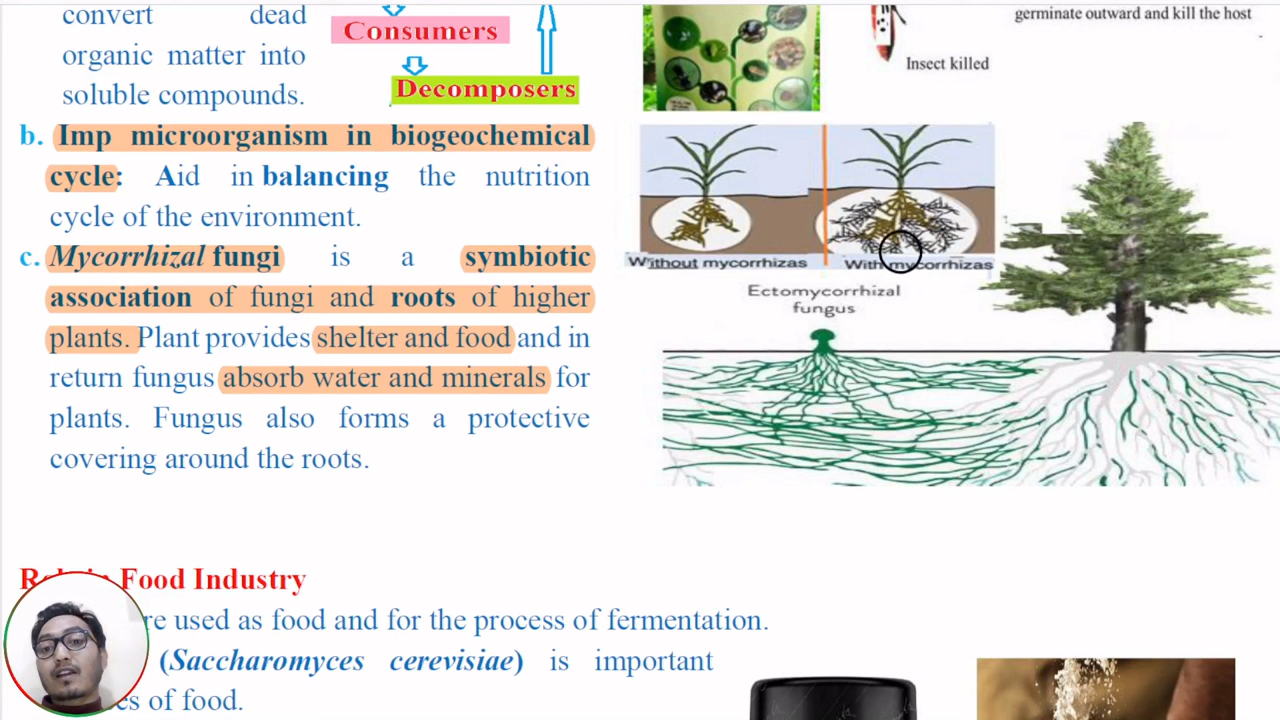 convert dead
organic matter into
soluble compounds.
Consumers
Decomposers
germinate outward and kill the host
Insect killed
b. Imp microorganism in biogeochemical
cycle: Aid in balancing the nutrition
cycle of the environment.
c. Mycorrhizal fungi is a symbiotic
association of fungi and roots of higher
plants. Plant provides shelter and food and in
return fungus absorb water and minerals for
plants. Fungus also forms a protective
covering around the roots.
Without mycorrhizas
With mycorrhizas
Ectomycorrhizal
fungus
Food Industry
used as food and for the process of fermentation.
(Saccharomyces cerevisiae) is important
of food.